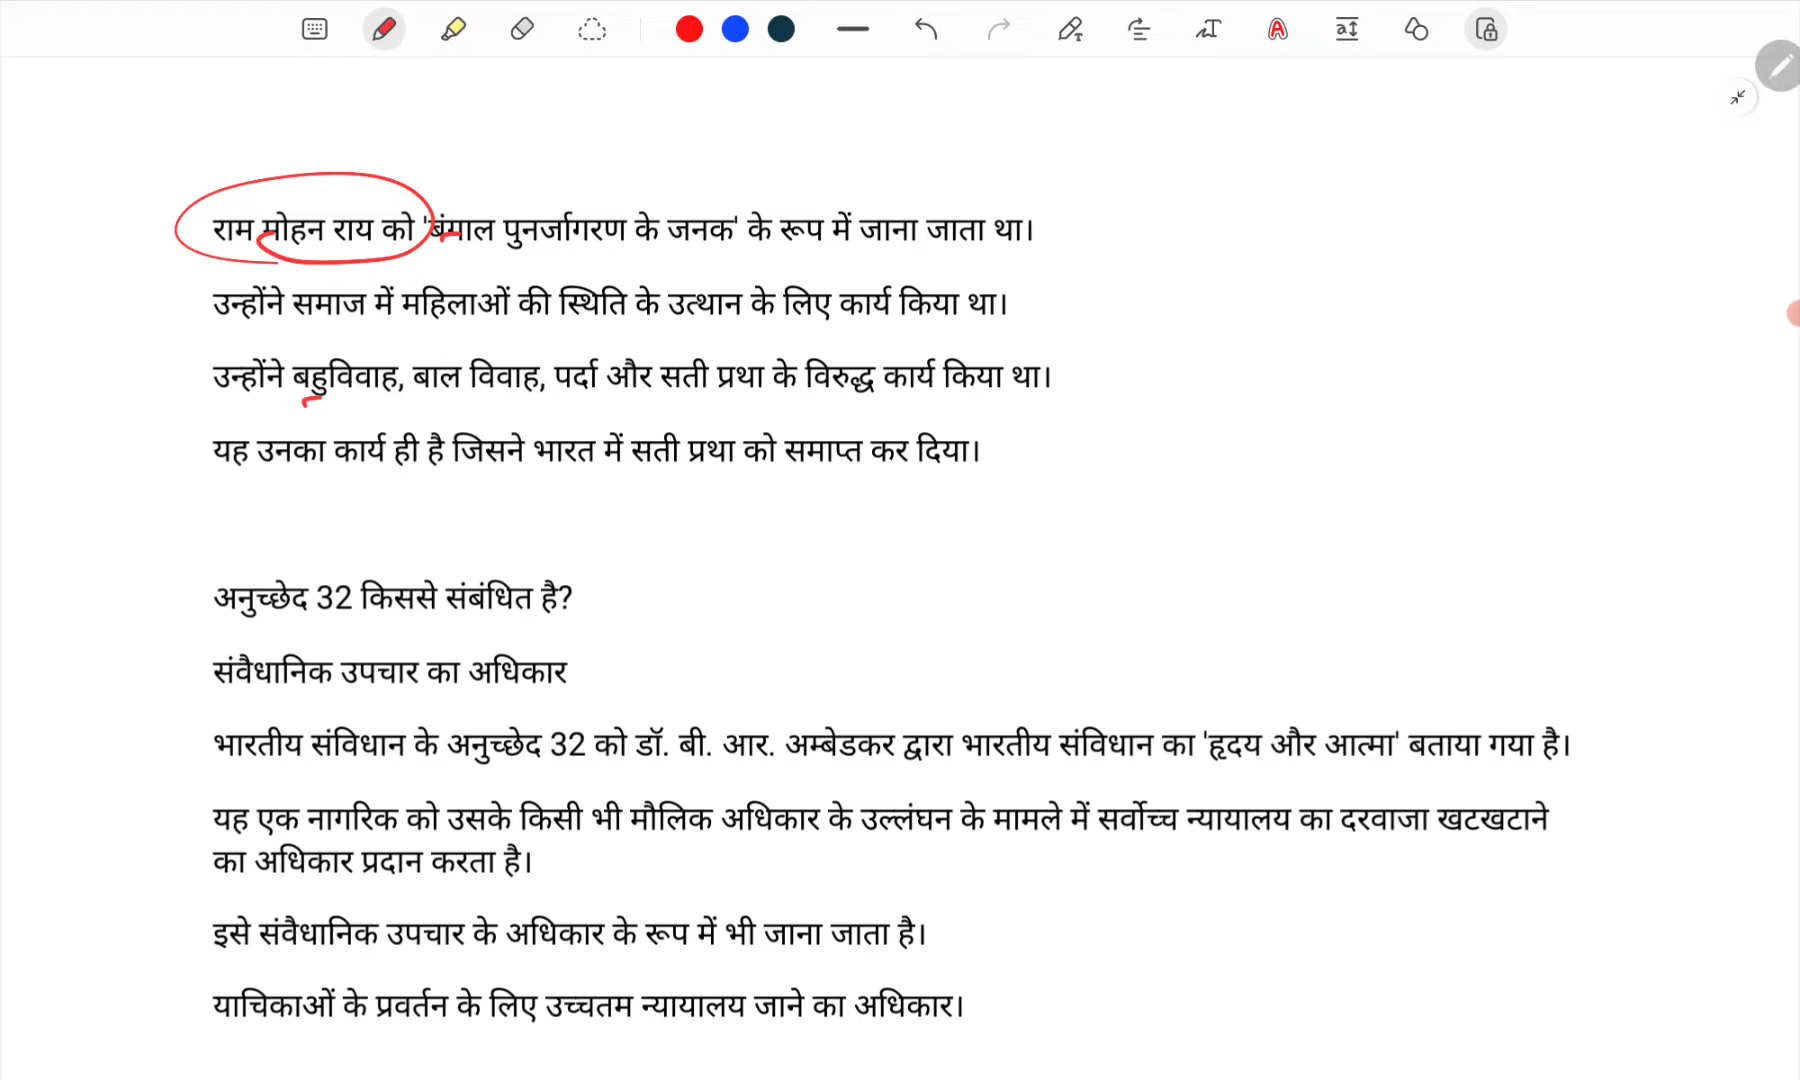 राम मोहन राय को 'बंगाल पुनर्जागरण के जनक' के रूप में जाना जाता था।
उन्होंने समाज में महिलाओं की स्थिति के उत्थान के लिए कार्य किया था।
उन्होंने बहुविवाह, बाल विवाह, पर्दा और सती प्रथा के विरुद्ध कार्य किया था।
यह उनका कार्य ही है जिसने भारत में सती प्रथा को समाप्त कर दिया।
अनुच्छेद 32 किससे संबंधित है?
संवैधानिक उपचार का अधिकार
भारतीय संविधान के अनुच्छेद 32 को डॉ. बी. आर. अम्बेडकर द्वारा भारतीय संविधान का 'हृदय और आत्मा' बताया गया है।
यह एक नागरिक को उसके किसी भी मौलिक अधिकार के उल्लंघन के मामले में सर्वोच्च न्यायालय का दरवाजा खटखटाने
का अधिकार प्रदान करता है।
इसे संवैधानिक उपचार के अधिकार के रूप में भी जाना जाता है।
याचिकाओं के प्रवर्तन के लिए उच्चतम न्यायालय जाने का अधिकार।